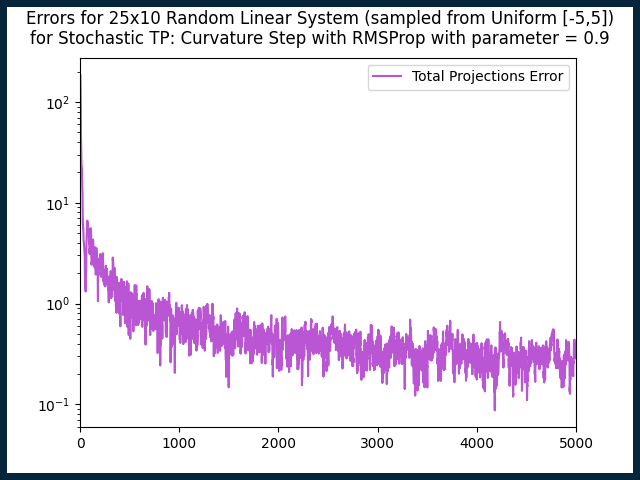 Errors for 25x10 Random Linear System (sampled from Uniform [-5,5])
for Stochastic TP: Curvature Step with RMSProp with parameter = 0.9
Total Projections Error
10²
10¹
10⁰
10⁻¹
0 1000 2000 3000 4000 5000